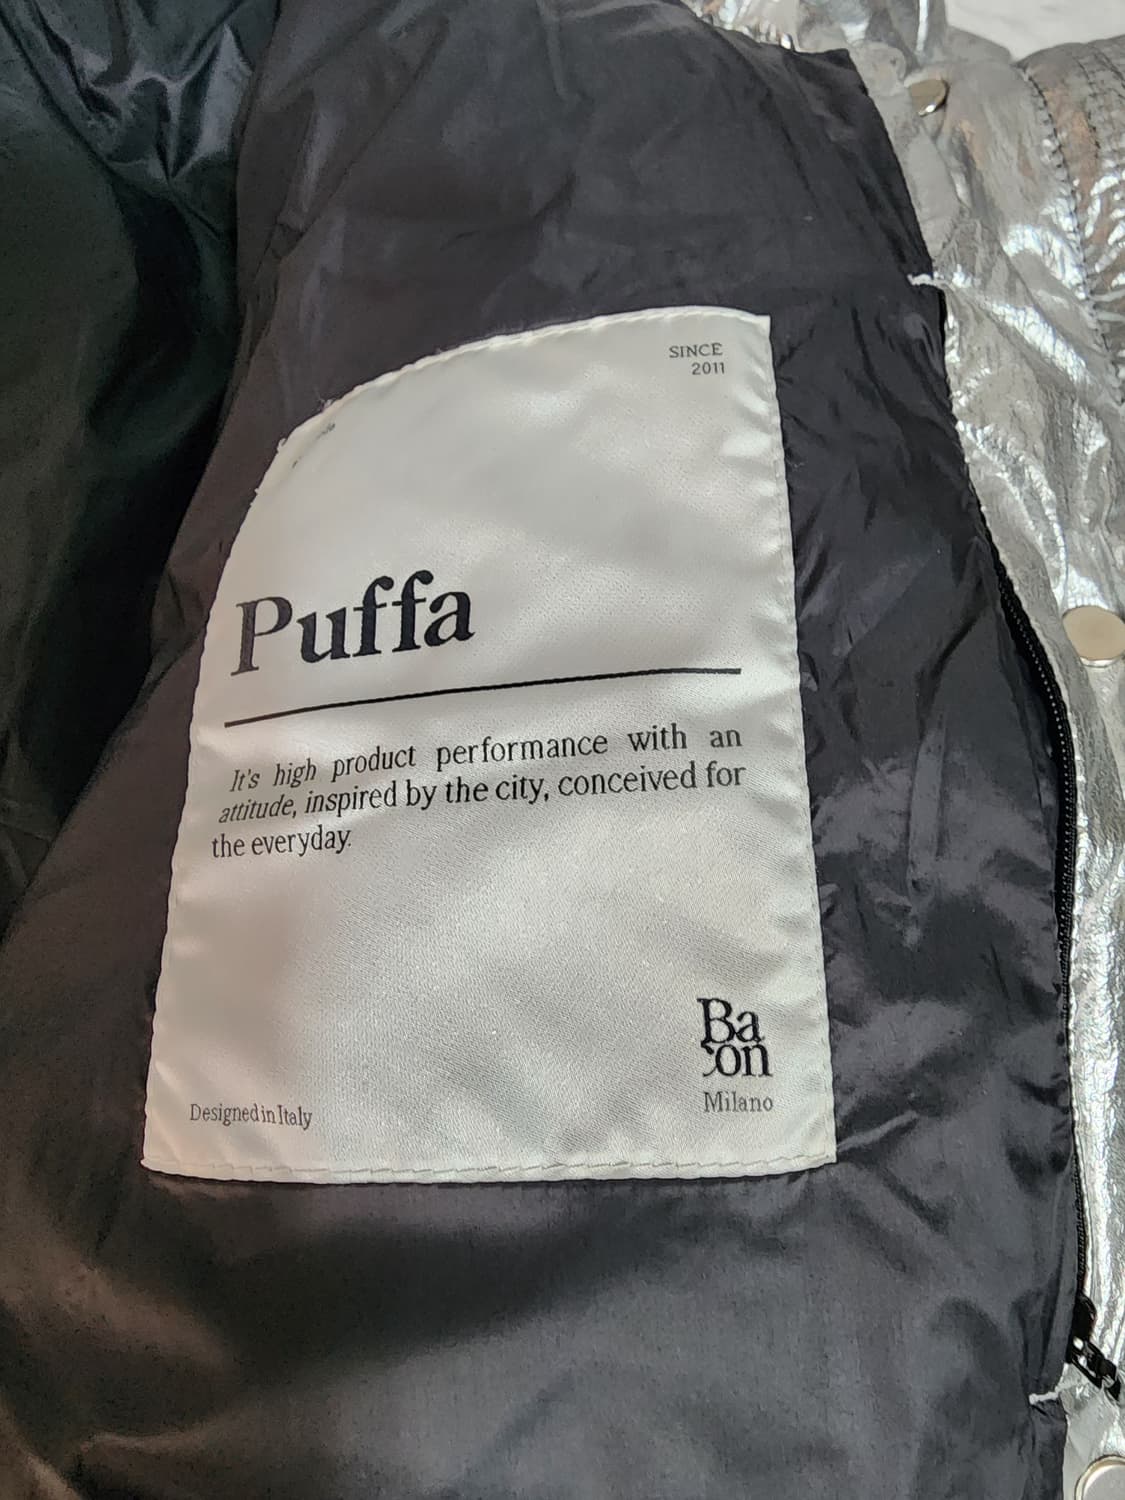 SINCE
2011
Puffa
It's high product performance with an
attitude, inspired by the city, conceived for
the everyday.
Ba
on
Milano
Designed in Italy